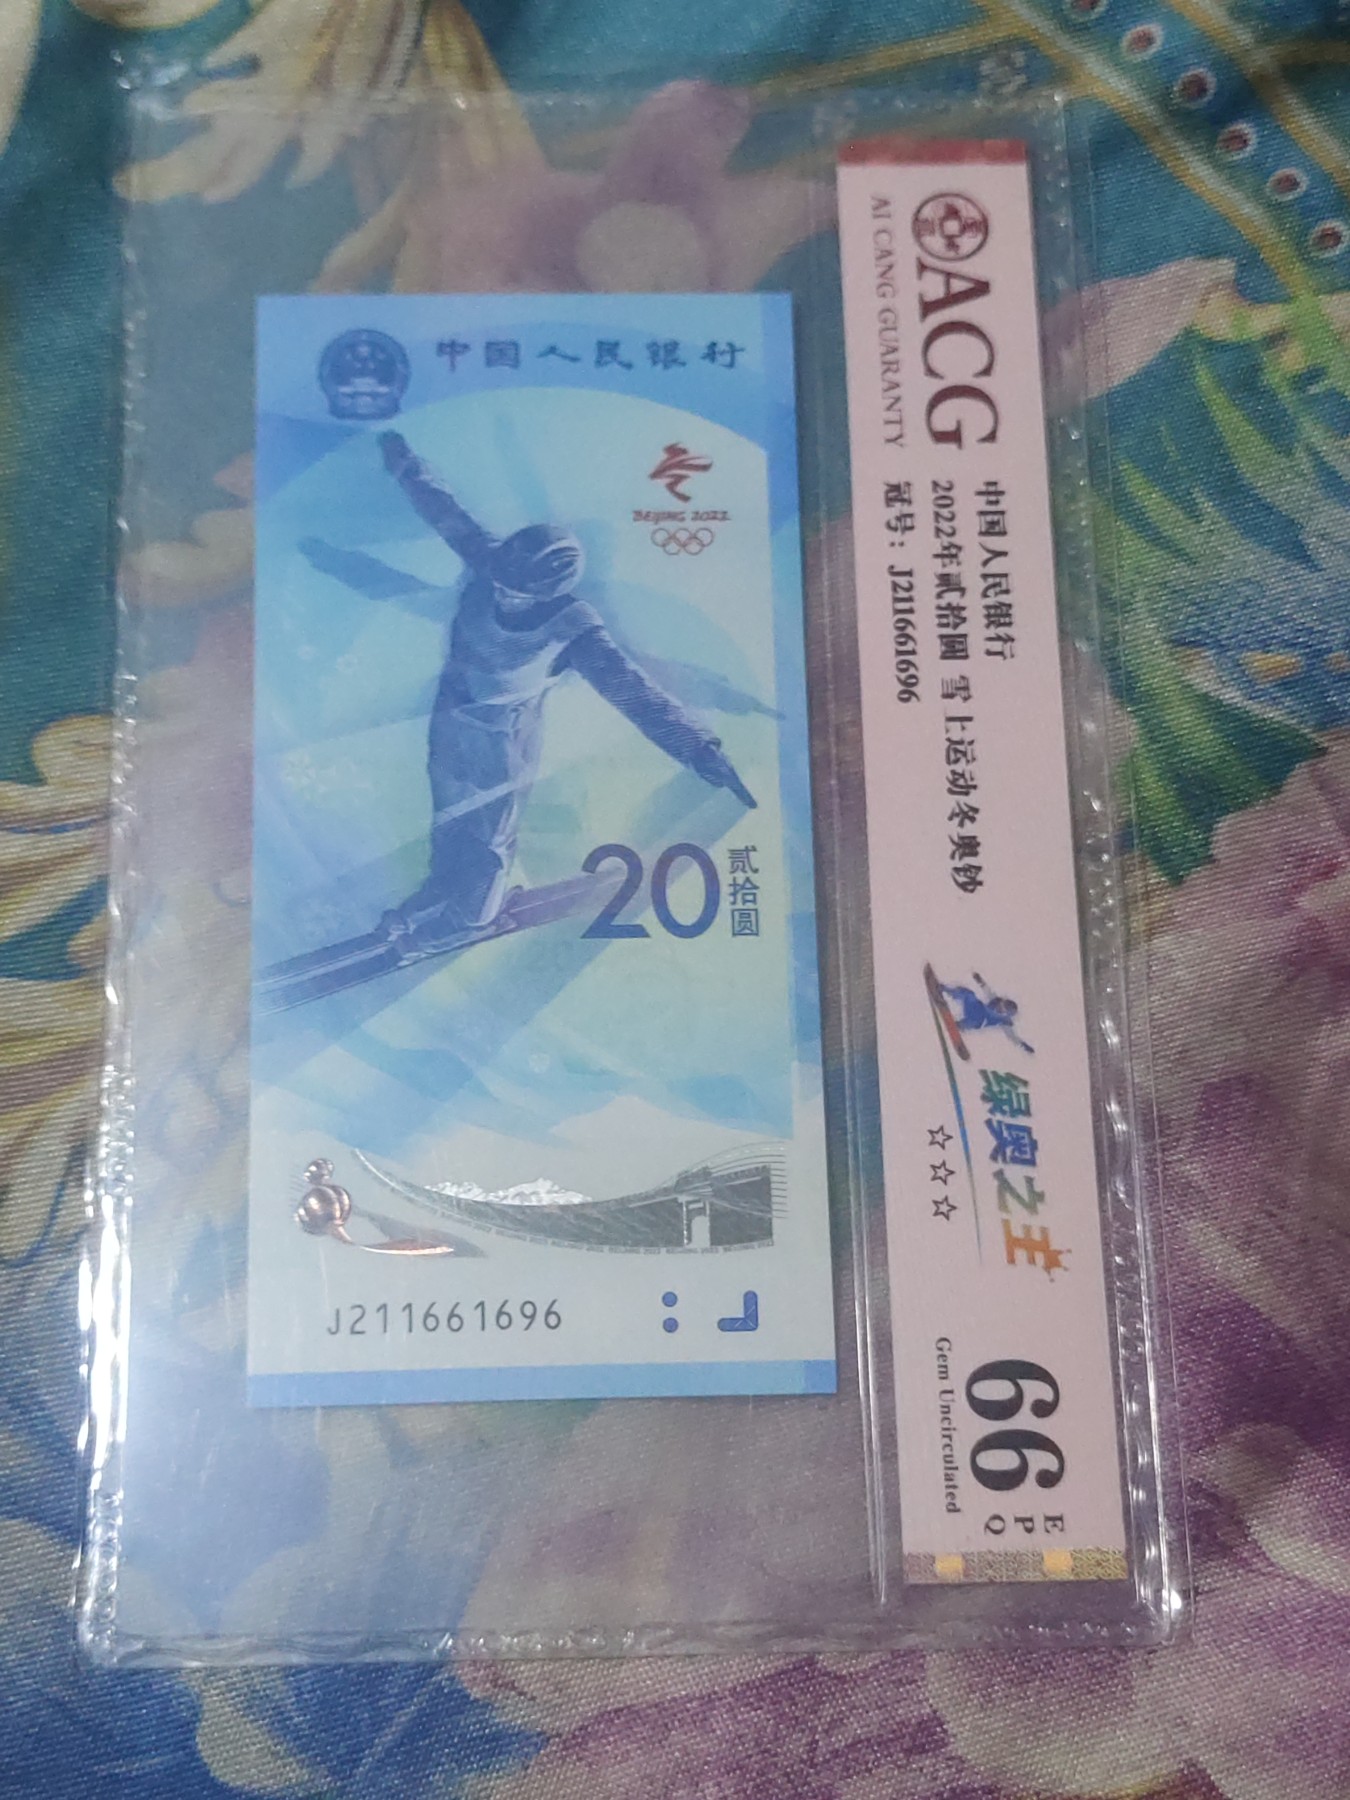 中国人民银行
BEIJING 2022
20
贰拾圆
J211661696
ACG
AI CANG GUARANTY
中国人民银行
2022年贰拾圆 雪上运动冬奥钞
冠号：J211661696
绿奥之主
☆☆☆
66
EPQ
Gem Uncirculated